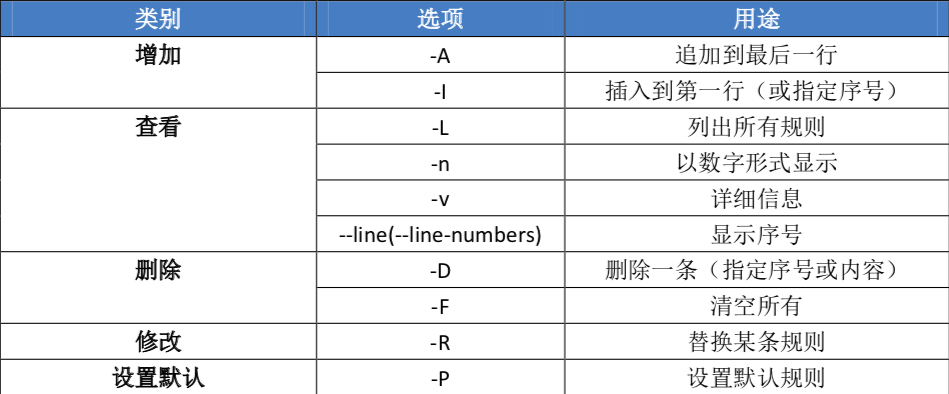 类别 选项 用途
增加 -A 追加到最后一行
-I 插入到第一行（或指定序号）
查看 -L 列出所有规则
-n 以数字形式显示
-v 详细信息
--line(--line-numbers) 显示序号
删除 -D 删除一条（指定序号或内容）
-F 清空所有
修改 -R 替换某条规则
设置默认 -P 设置默认规则